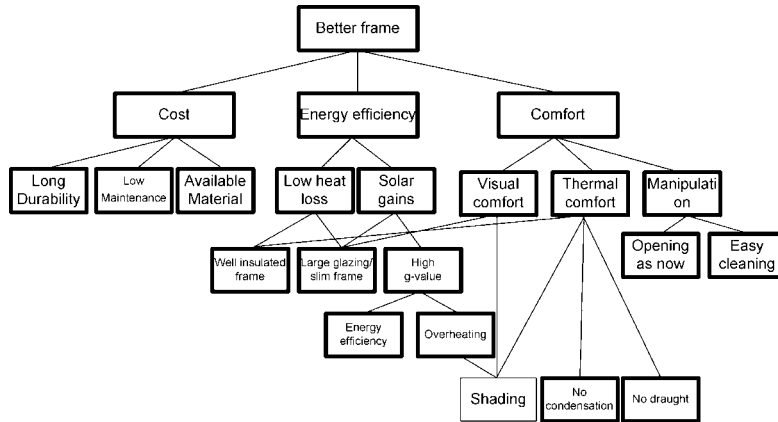 Better frame
Cost
Energy efficiency
Comfort
Long
Durability
Low
Maintenance
Available
Material
Low heat
loss
Solar
gains
Visual
comfort
Thermal
comfort
Manipulati
on
Well insulated
frame
Large glazing/
slim frame
High
g-value
Opening
as now
Easy
cleaning
Energy
efficiency
Overheating
Shading
No
condensation
No draught